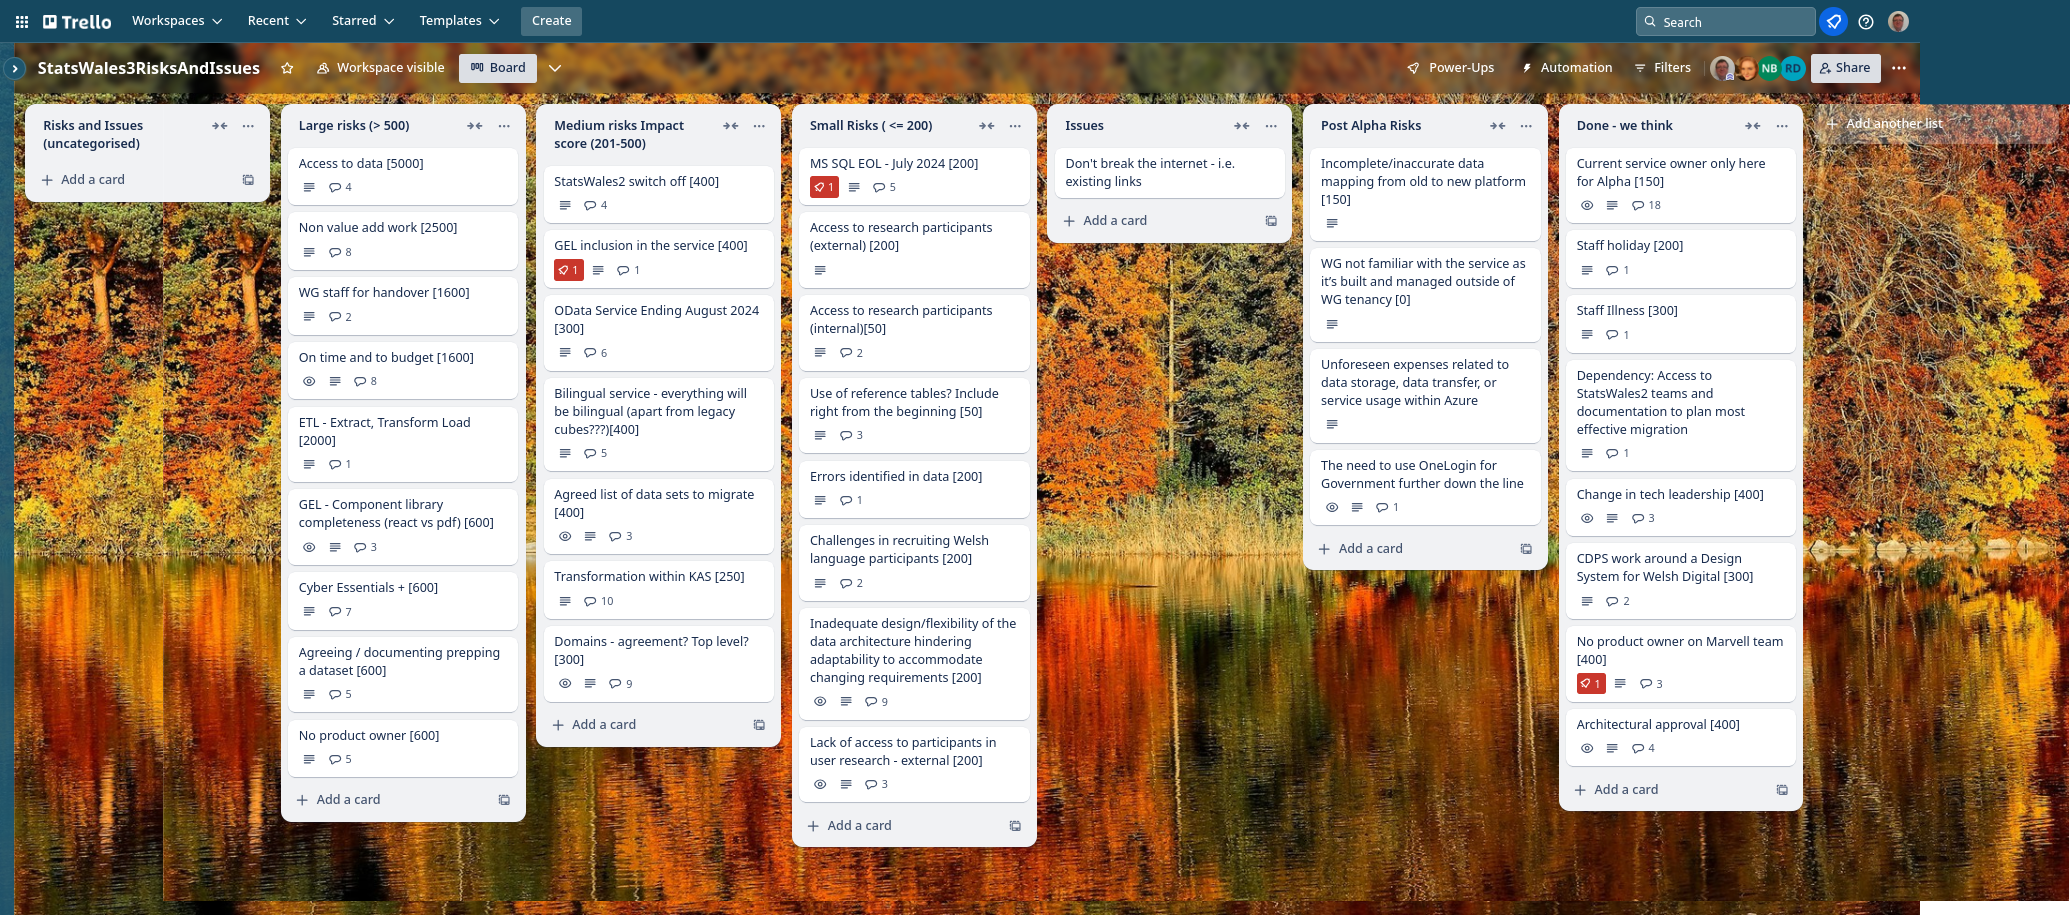 Trello
Workspaces
Recent
Starred
Templates
Create
Search
StatsWales3RisksAndIssues
Workspace visible
Board
Power-Ups
Automation
Filters
NB
RD
Share
Risks and Issues
(uncategorised)
Add a card
Large risks (> 500)
Access to data [5000]
4
Non value add work [2500]
8
WG staff for handover [1600]
2
On time and to budget [1600]
8
ETL - Extract, Transform Load
[2000]
1
GEL - Component library
completeness (react vs pdf) [600]
3
Cyber Essentials + [600]
7
Agreeing / documenting prepping
a dataset [600]
5
No product owner [600]
5
Add a card
Medium risks Impact
score (201-500)
StatsWales2 switch off [400]
4
GEL inclusion in the service [400]
1 1
OData Service Ending August 2024
[300]
6
Bilingual service - everything will
be bilingual (apart from legacy
cubes???)[400]
5
Agreed list of data sets to migrate
[400]
3
Transformation within KAS [250]
10
Domains - agreement? Top level?
[300]
9
Add a card
Small Risks ( <= 200)
MS SQL EOL - July 2024 [200]
1 5
Access to research participants
(external) [200]
Access to research participants
(internal)[50]
2
Use of reference tables? Include
right from the beginning [50]
3
Errors identified in data [200]
1
Challenges in recruiting Welsh
language participants [200]
2
Inadequate design/flexibility of the
data architecture hindering
adaptability to accommodate
changing requirements [200]
9
Lack of access to participants in
user research - external [200]
3
Add a card
Issues
Don't break the internet - i.e.
existing links
Add a card
Post Alpha Risks
Incomplete/inaccurate data
mapping from old to new platform
[150]
WG not familiar with the service as
it’s built and managed outside of
WG tenancy [0]
Unforeseen expenses related to
data storage, data transfer, or
service usage within Azure
The need to use OneLogin for
Government further down the line
1
Add a card
Done - we think
Current service owner only here
for Alpha [150]
18
Staff holiday [200]
1
Staff Illness [300]
1
Dependency: Access to
StatsWales2 teams and
documentation to plan most
effective migration
1
Change in tech leadership [400]
3
CDPS work around a Design
System for Welsh Digital [300]
2
No product owner on Marvell team
[400]
1 3
Architectural approval [400]
4
Add a card
Add another list